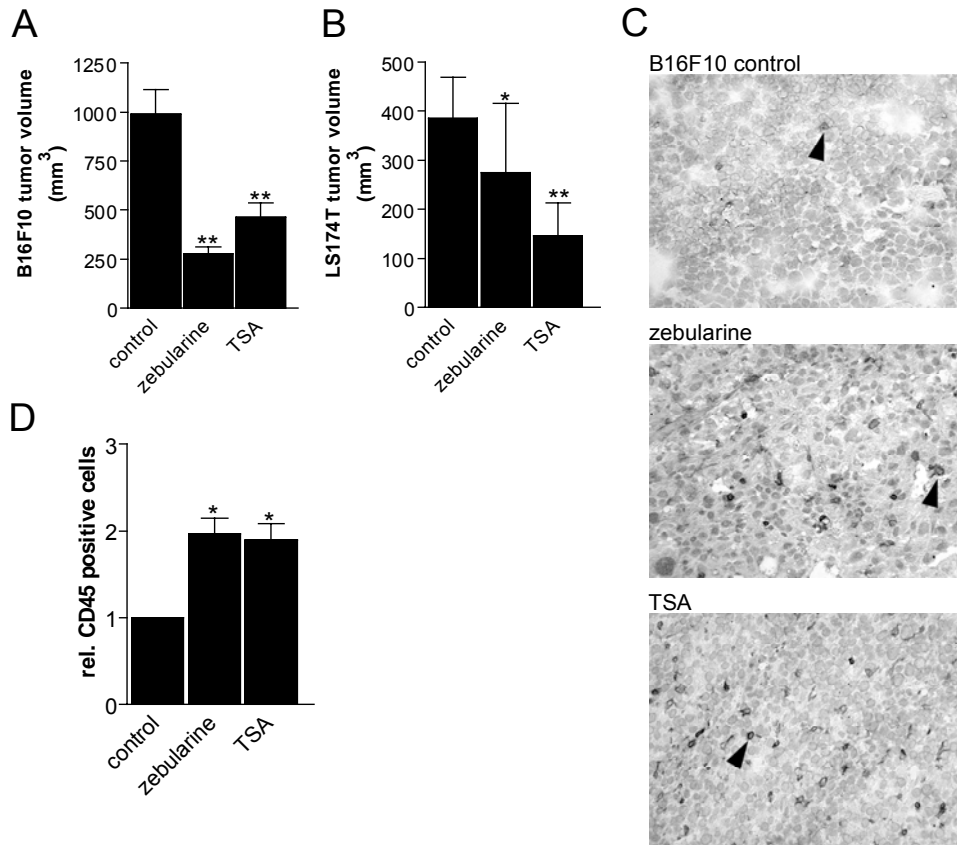 A
B16F10 tumor volume
(mm3)
1250
1000
750
500
250
0
**
**
control
zebularine
TSA
B
LS174T tumor volume
(mm3)
500
400
300
200
100
0
*
**
control
zebularine
TSA
C
B16F10 control
zebularine
TSA
D
rel. CD45 positive cells
3
2
1
0
*
*
control
zebularine
TSA